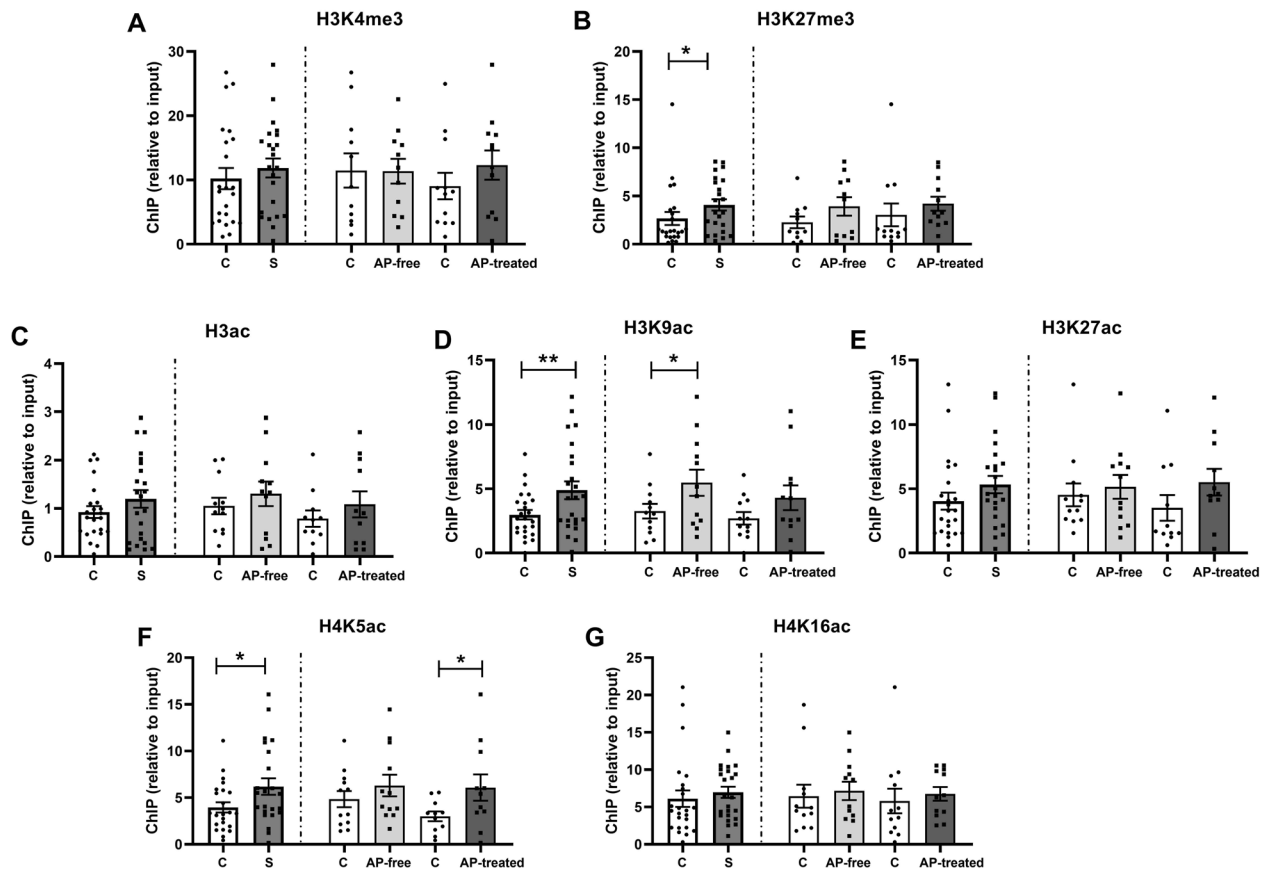 A
H3K4me3
ChIP (relative to input)
30
20
10
0
C
S
C
AP-free
C
AP-treated
B
H3K27me3
*
ChIP (relative to input)
20
15
10
5
0
C
S
C
AP-free
C
AP-treated
C
H3ac
ChIP (relative to input)
4
3
2
1
0
C
S
C
AP-free
C
AP-treated
D
H3K9ac
**
*
ChIP (relative to input)
15
10
5
0
C
S
C
AP-free
C
AP-treated
E
H3K27ac
ChIP (relative to input)
15
10
5
0
C
S
C
AP-free
C
AP-treated
F
H4K5ac
*
*
ChIP (relative to input)
20
15
10
5
0
C
S
C
AP-free
C
AP-treated
G
H4K16ac
ChIP (relative to input)
25
20
15
10
5
0
C
S
C
AP-free
C
AP-treated